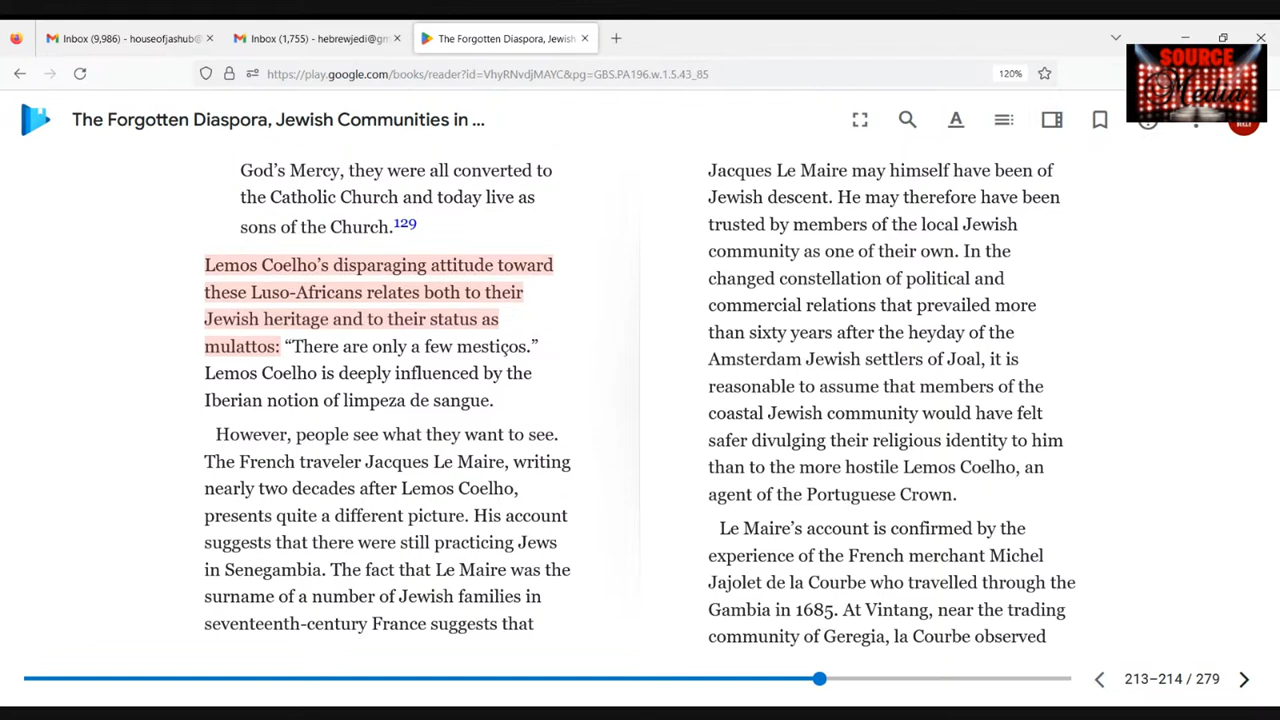 Inbox (9,986) - houseofjashub@
Inbox (1,755) - hebrewjedi@gm
The Forgotten Diaspora, Jewish
https://play.google.com/books/reader?id=VhyRNvdjMAYC&pg=GBS.PA196.w.1.5.43_85
120%
SOURCE
Media
The Forgotten Diaspora, Jewish Communities in ...
God’s Mercy, they were all converted to
the Catholic Church and today live as
sons of the Church.129
Lemos Coelho’s disparaging attitude toward
these Luso-Africans relates both to their
Jewish heritage and to their status as
mulattos: “There are only a few mestiços.”
Lemos Coelho is deeply influenced by the
Iberian notion of limpeza de sangue.
However, people see what they want to see.
The French traveler Jacques Le Maire, writing
nearly two decades after Lemos Coelho,
presents quite a different picture. His account
suggests that there were still practicing Jews
in Senegambia. The fact that Le Maire was the
surname of a number of Jewish families in
seventeenth-century France suggests that
Jacques Le Maire may himself have been of
Jewish descent. He may therefore have been
trusted by members of the local Jewish
community as one of their own. In the
changed constellation of political and
commercial relations that prevailed more
than sixty years after the heyday of the
Amsterdam Jewish settlers of Joal, it is
reasonable to assume that members of the
coastal Jewish community would have felt
safer divulging their religious identity to him
than to the more hostile Lemos Coelho, an
agent of the Portuguese Crown.
Le Maire’s account is confirmed by the
experience of the French merchant Michel
Jajolet de la Courbe who travelled through the
Gambia in 1685. At Vintang, near the trading
community of Geregia, la Courbe observed
213–214 / 279